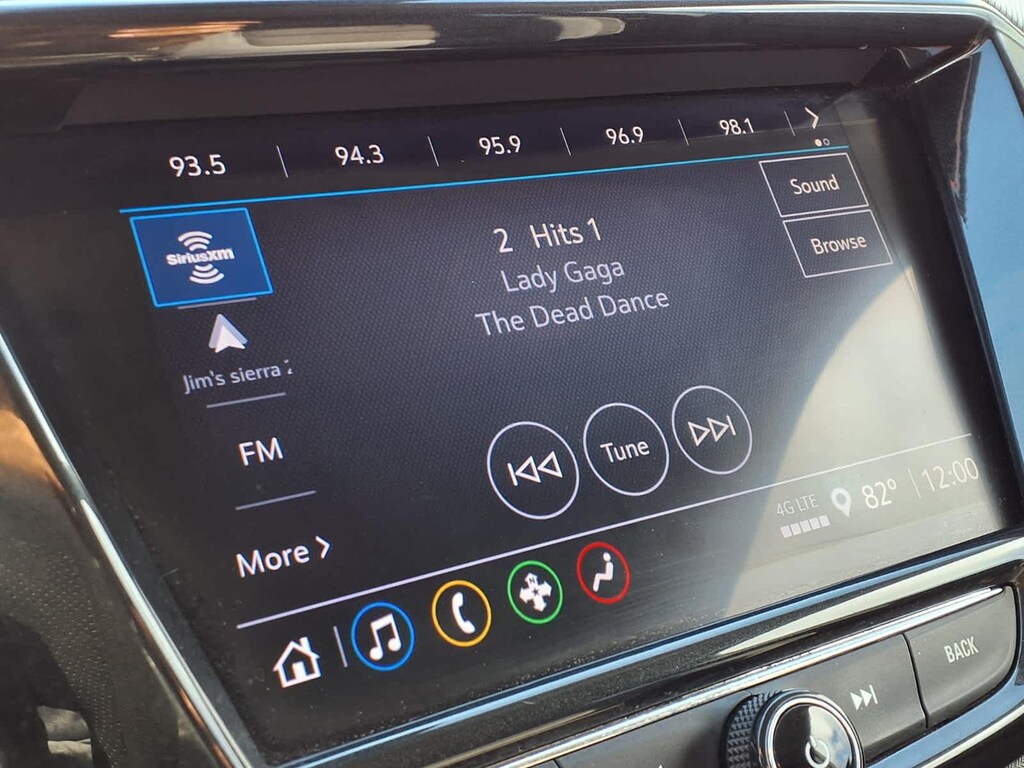 93.5 | 94.3 | 95.9 | 96.9 | 98.1
SiriusXM
2 Hits 1
Lady Gaga
The Dead Dance
Sound
Browse
Jim's sierra
FM
More
Tune
4G LTE
82° | 12:00
BACK